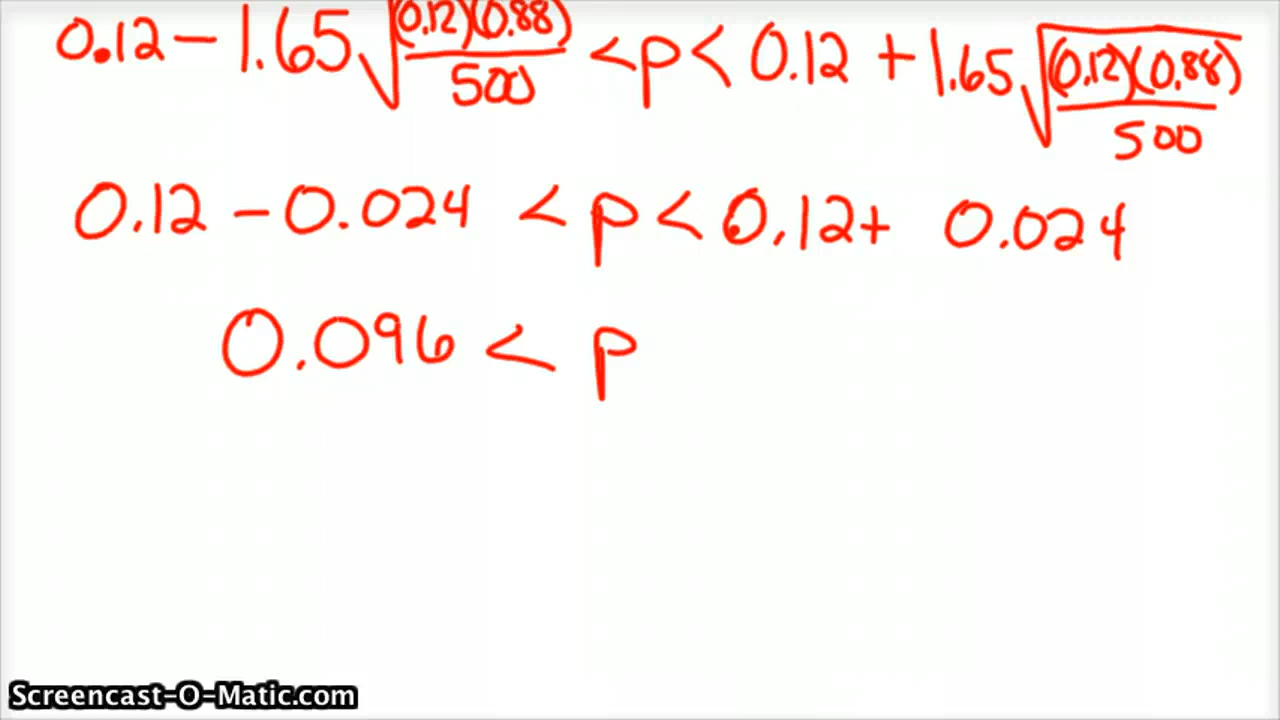 0.12 - 1.65 √(0.12)(0.88)/500 < p < 0.12 + 1.65 √(0.12)(0.88)/500
0.12 - 0.024 < p < 0.12 + 0.024
0.096 < p
Screencast-O-Matic.com